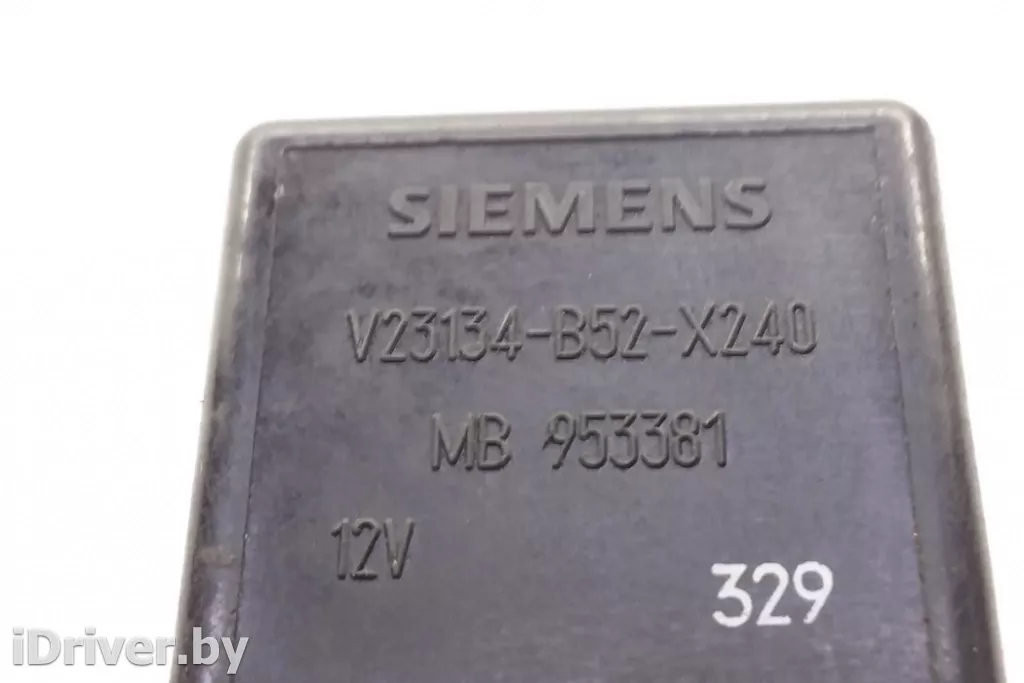 SIEMENS
V23134-B52-X240
MB 953381
12V
329
iDriver.by